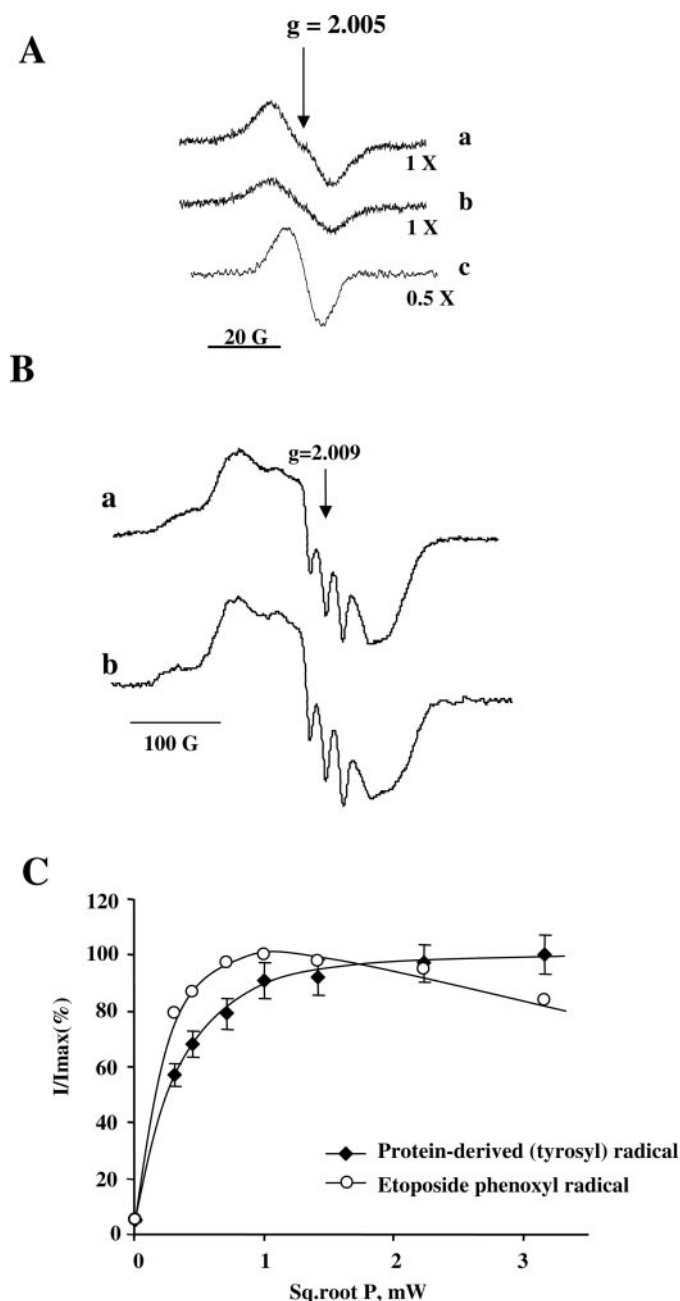 A
g = 2.005
a
1 X
b
1 X
c
0.5 X
20 G
B
g=2.009
a
b
100 G
C
120
100
80
60
40
20
0
I/Imax(%)
Protein-derived (tyrosyl) radical
Etoposide phenoxyl radical
0 1 2 3
Sq.root P, mW